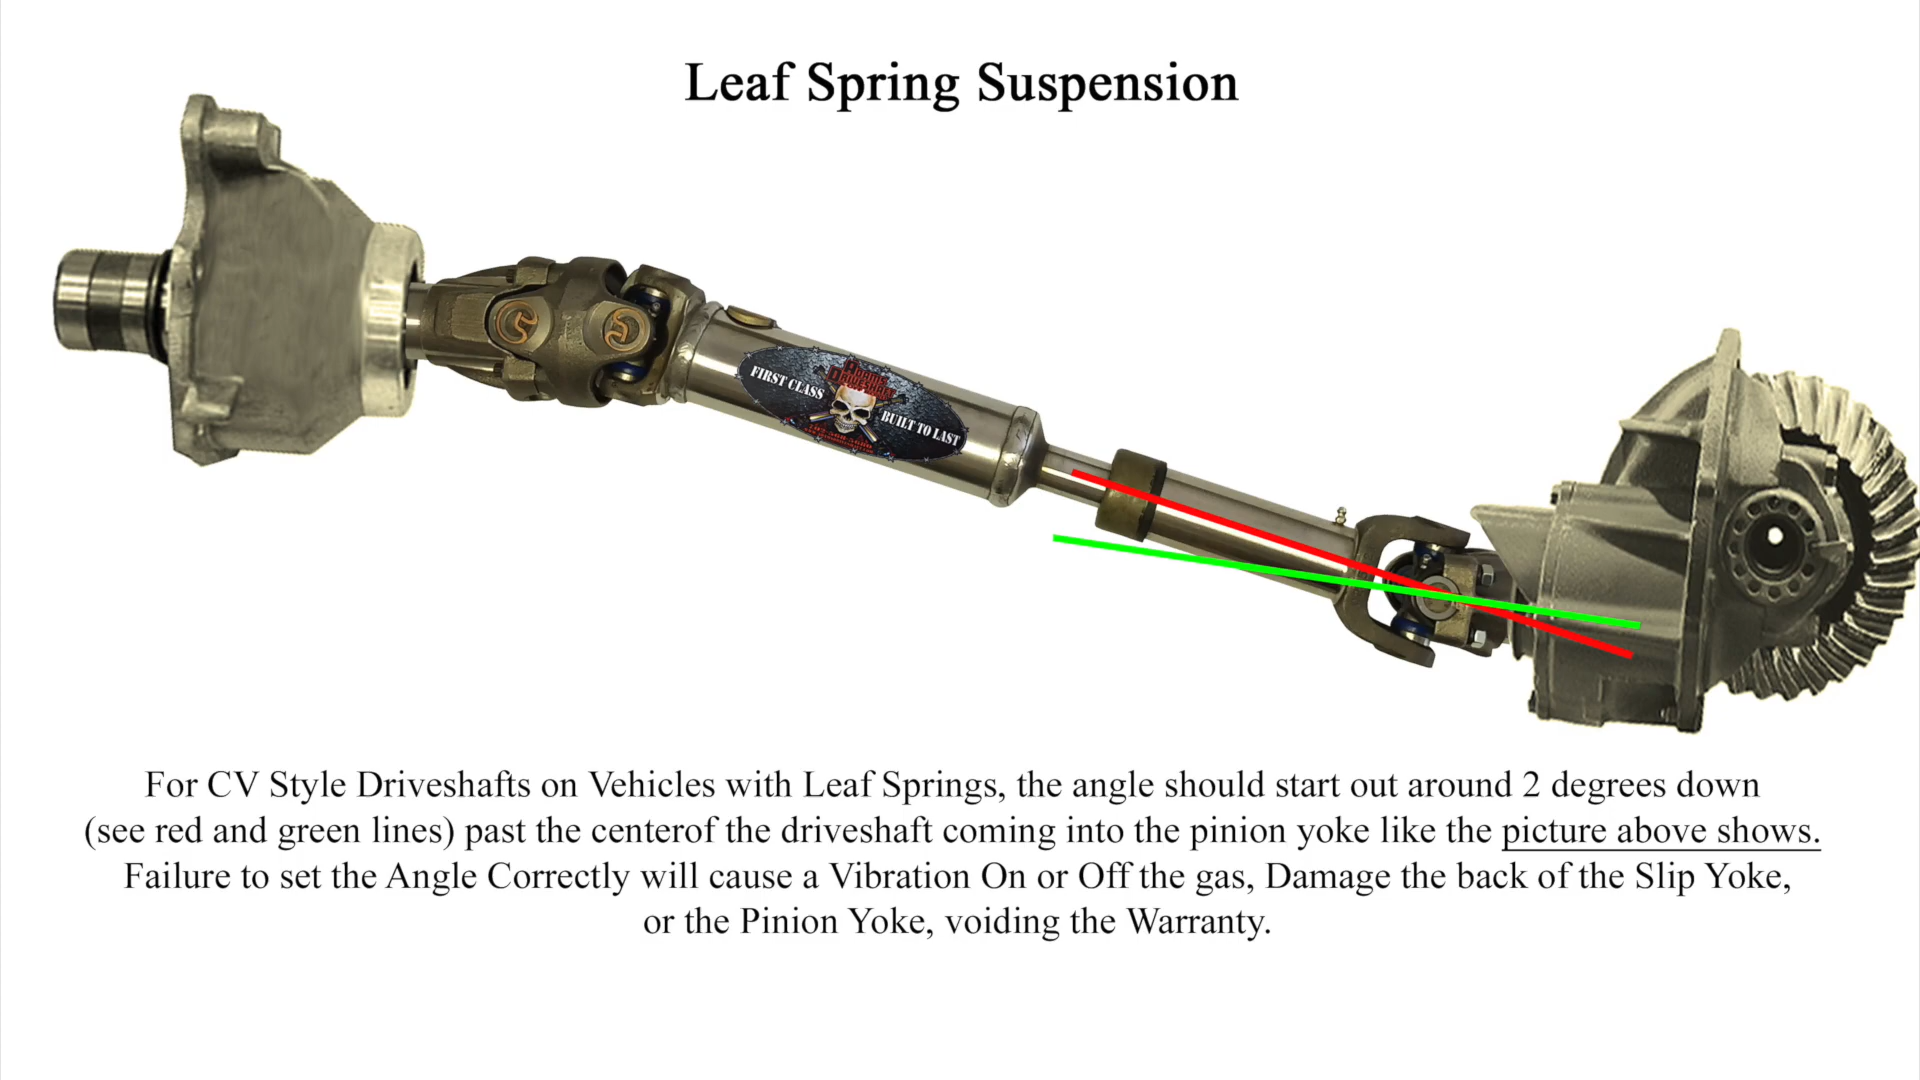 Leaf Spring Suspension
FIRST CLASS
ADAMS
DRIVESHAFT
BUILT TO LAST
For CV Style Driveshafts on Vehicles with Leaf Springs, the angle should start out around 2 degrees down
(see red and green lines) past the centerof the driveshaft coming into the pinion yoke like the picture above shows.
Failure to set the Angle Correctly will cause a Vibration On or Off the gas, Damage the back of the Slip Yoke,
or the Pinion Yoke, voiding the Warranty.